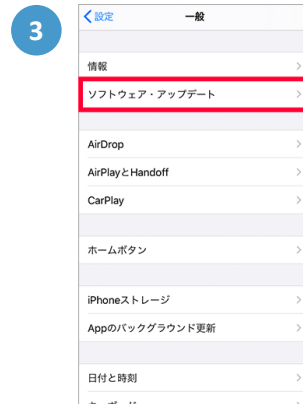 3
設定
一般
情報
ソフトウェア・アップデート
AirDrop
AirPlayとHandoff
CarPlay
ホームボタン
iPhoneストレージ
Appのバックグラウンド更新
日付と時刻